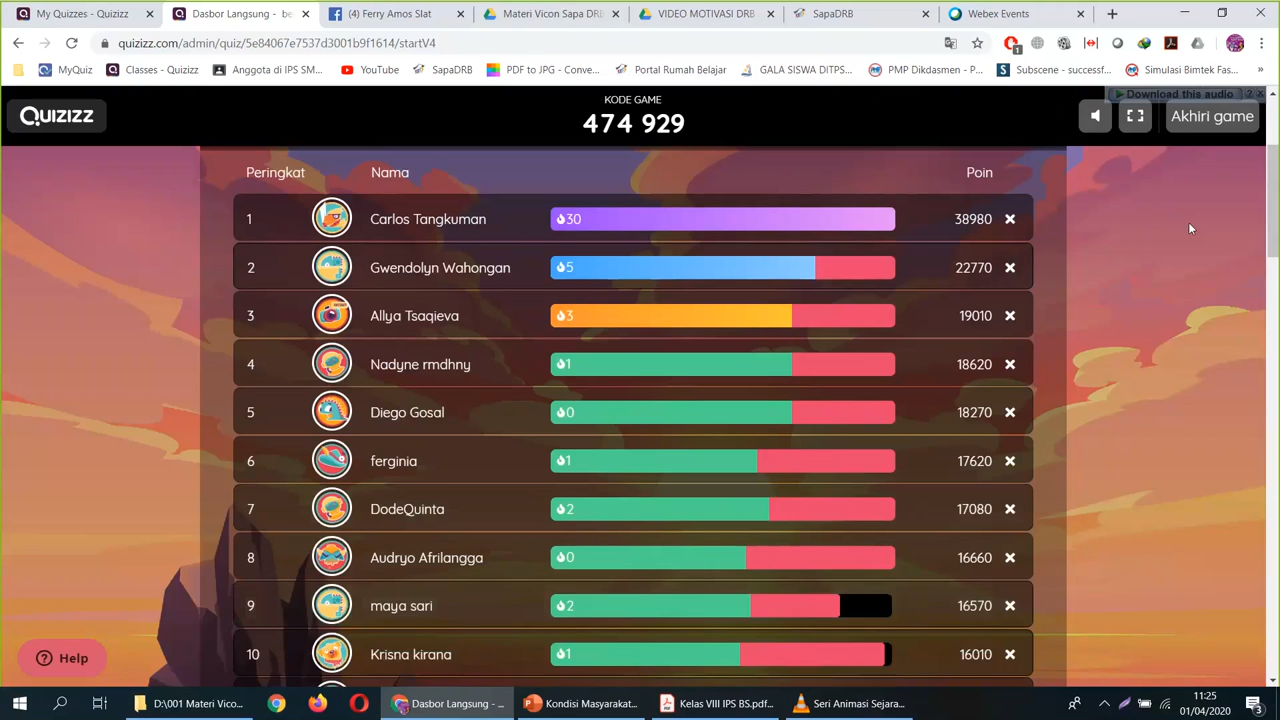 My Quizzes - Quizizz
Dasbor Langsung - be
(4) Ferry Amos Slat
Materi Vicon Sapa DRB
VIDEO MOTIVASI DRB
SapaDRB
Webex Events
quizizz.com/admin/quiz/5e84067e7537d3001b9f1614/startV4
1
MyQuiz
Classes - Quizizz
Anggota di IPS SM...
YouTube
SapaDRB
PDF to JPG - Conve...
Portal Rumah Belajar
GALA SISWA DITPS...
PMP Dikdasmen - P...
Subscene - successf...
Simulasi Bimtek Fas...
Download this audio ? x
Quizizz
KODE GAME
474 929
Akhiri game
Peringkat Nama Poin
1 Carlos Tangkuman 30 38980
2 Gwendolyn Wahongan 5 22770
3 Allya Tsaqieva 3 19010
4 Nadyne rmdhny 1 18620
5 Diego Gosal 0 18270
6 ferginia 1 17620
7 DodeQuinta 2 17080
8 Audryo Afrilangga 0 16660
9 maya sari 2 16570
10 Krisna kirana 1 16010
Help
D:\001 Materi Vico...
Dasbor Langsung - ...
Kondisi Masyarakat...
Kelas VIII IPS BS.pdf...
Seri Animasi Sejara...
11:25
01/04/2020
3